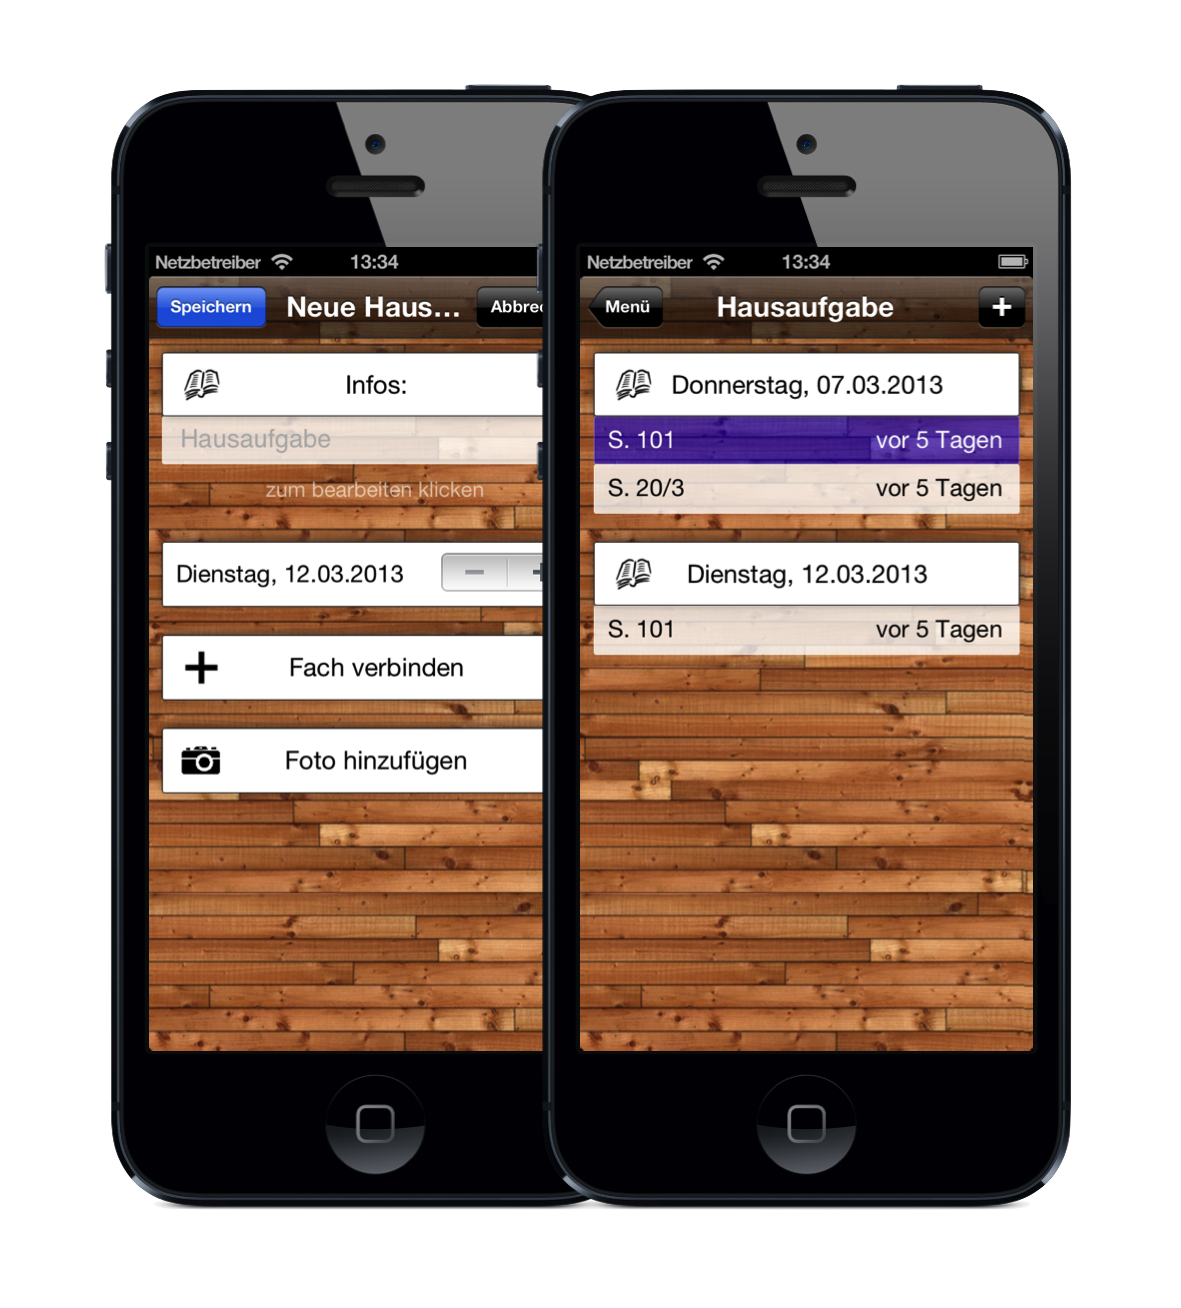 Netzbetreiber 13:34
Speichern Neue Haus... Abbrec
Infos:
Hausaufgabe
zum bearbeiten klicken
Dienstag, 12.03.2013
Fach verbinden
Foto hinzufügen
Netzbetreiber 13:34
Menü Hausaufgabe +
Donnerstag, 07.03.2013
S. 101 vor 5 Tagen
S. 20/3 vor 5 Tagen
Dienstag, 12.03.2013
S. 101 vor 5 Tagen